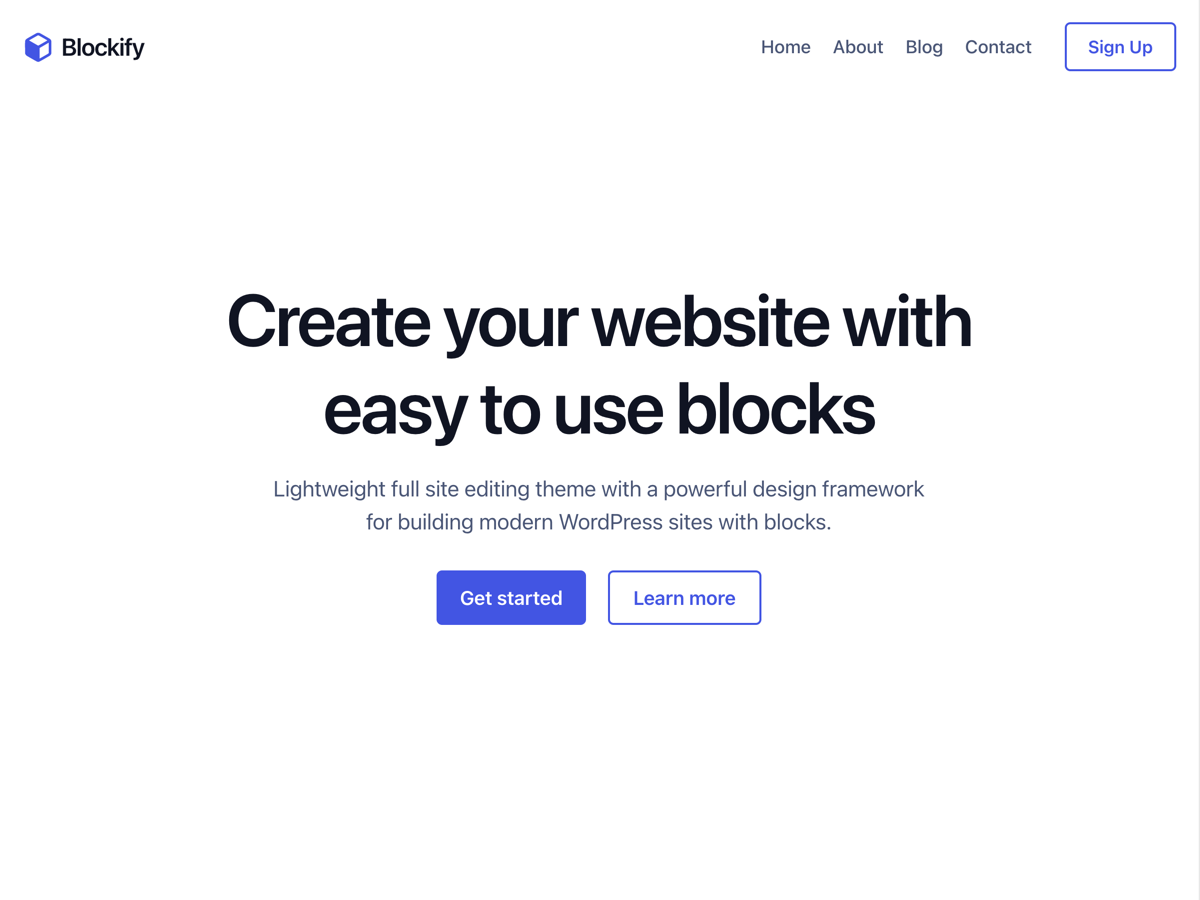 Blockify
Home About Blog Contact Sign Up
Create your website with
easy to use blocks
Lightweight full site editing theme with a powerful design framework
for building modern WordPress sites with blocks.
Get started Learn more